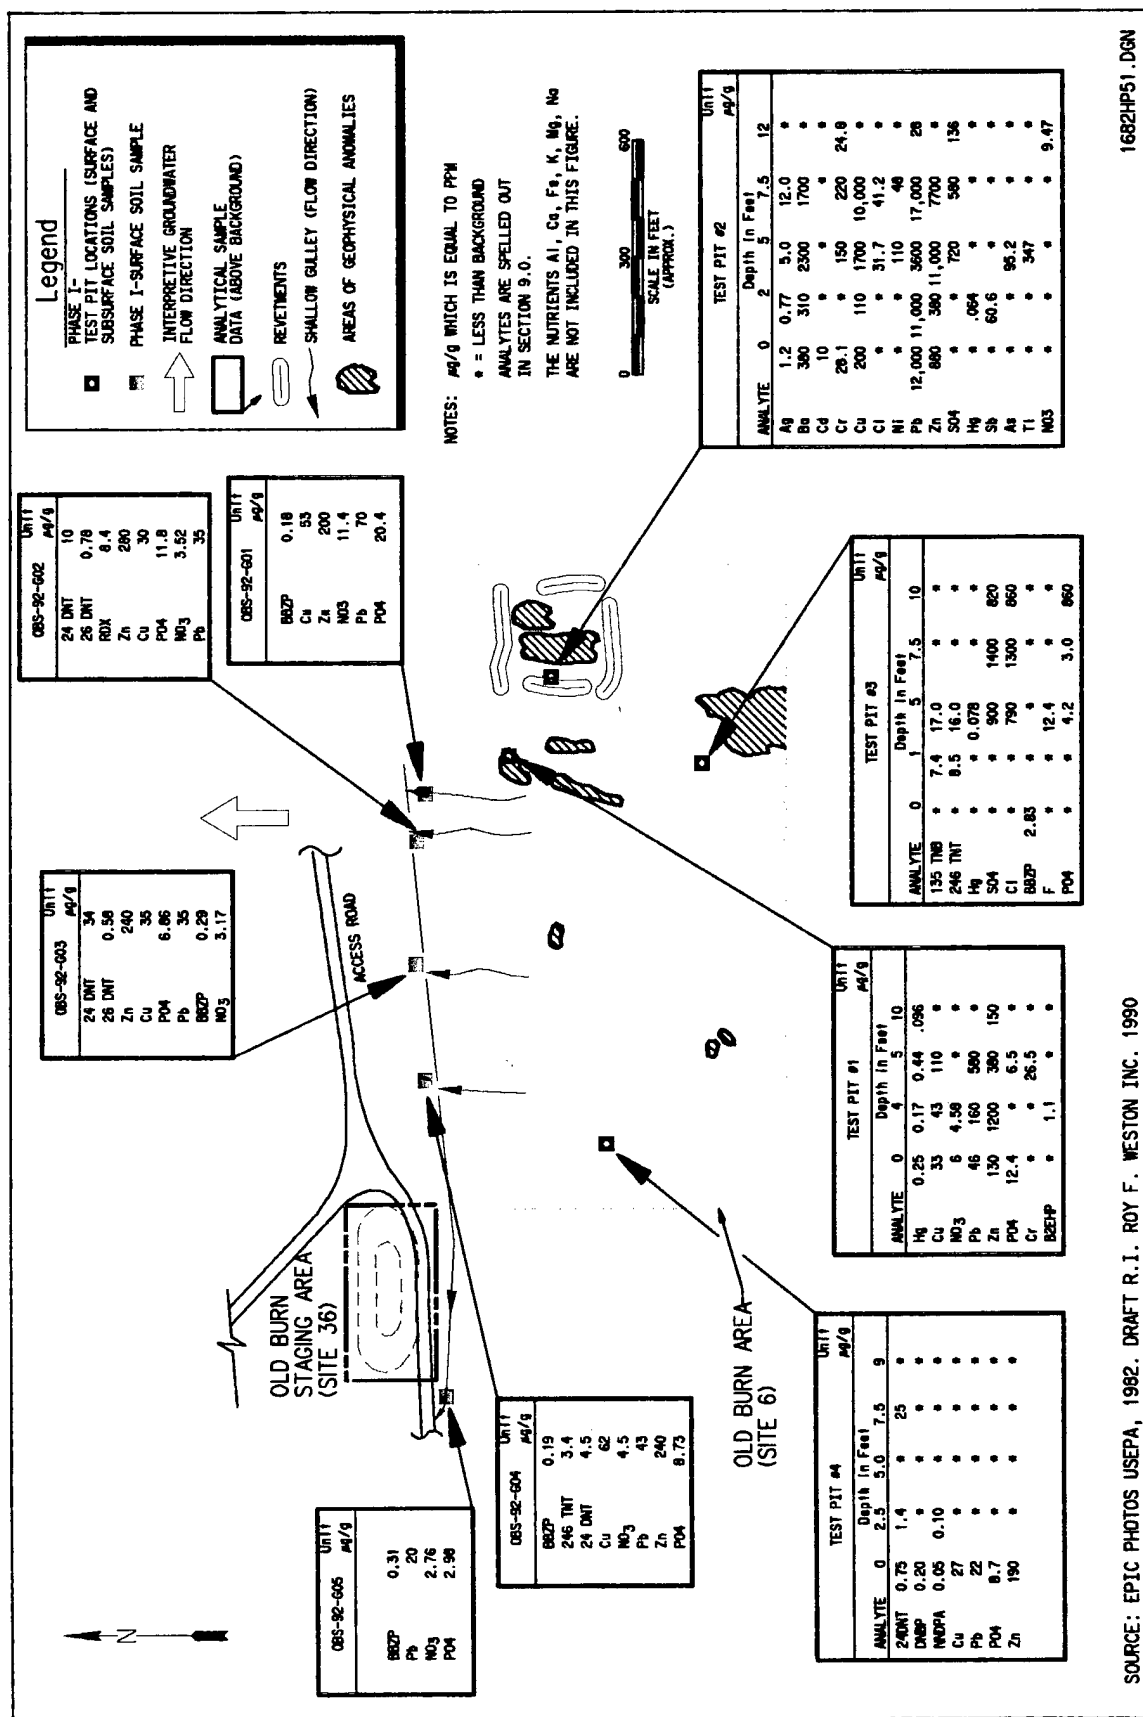 Legend
PHASE I-
TEST PIT LOCATIONS (SURFACE AND
SUBSURFACE SOIL SAMPLES)
PHASE I-SURFACE SOIL SAMPLE
INTERPRETIVE GROUNDWATER
FLOW DIRECTION
ANALYTICAL SAMPLE
DATA (ABOVE BACKGROUND)
REVETMENTS
SHALLOW GULLEY (FLOW DIRECTION)
AREAS OF GEOPHYSICAL ANOMALIES
NOTES: µg/g WHICH IS EQUAL TO PPM
* = LESS THAN BACKGROUND
ANALYTES ARE SPELLED OUT
IN SECTION 9.0.
THE NUTRIENTS Al, Ca, Fe, K, Mg, Na
ARE NOT INCLUDED IN THIS FIGURE.
0 300 600
SCALE IN FEET
(APPROX.)
N
OBS-92-G05 Unit µg/g
BBZP 0.31
Pb 20
NO3 2.76
PO4 2.98
OBS-92-G03 Unit µg/g
24 DNT 34
26 DNT 0.58
Zn 240
Cu 35
PO4 6.86
Pb 35
BBZP 0.29
NO3 3.17
OBS-92-G02 Unit µg/g
24 DNT 10
26 DNT 0.78
RDX 8.4
Zn 280
Cu 30
PO4 11.8
NO3 3.52
Pb 35
OBS-92-G01 Unit µg/g
BBZP 0.18
Cu 53
Zn 200
NO3 11.4
Pb 70
PO4 20.4
OLD BURN
STAGING AREA
(SITE 36)
ACCESS ROAD
OBS-92-G04 Unit µg/g
BBZP 0.19
246 TNT 3.4
24 DNT 4.5
Cu 62
NO3 4.5
Pb 43
Zn 240
PO4 8.73
OLD BURN AREA
(SITE 6)
TEST PIT #4 Unit µg/g
Depth in Feet
ANALYTE 0 2.5 5.0 7.5 9
24DNT 0.75 1.4 * 25 *
DNBP 0.20 * * * *
NNDPA 0.05 0.10 * * *
Cu 27 * * * *
Pb 22 * * * *
PO4 8.7 * * * *
Zn 190 * * * *
TEST PIT #1 Unit µg/g
Depth in Feet
ANALYTE 0 4 5 10
Hg 0.25 0.17 0.44 .096
Cu 33 43 110 *
NO3 6 4.58 * *
Pb 46 160 580 *
Zn 130 1200 380 150
PO4 12.4 * 6.5 *
Cr * * 26.5 *
B2EHP * 1.1 * *
TEST PIT #3 Unit µg/g
Depth in Feet
ANALYTE 0 1 5 7.5 10
135 TNB * 7.4 17.0 * *
246 TNT * 8.5 16.0 * *
Hg * * 0.078 * *
SO4 * * 900 1400 820
Cl * * 790 1300 860
BBZP 2.83 * * * *
F * * 12.4 * *
PO4 * * 4.2 3.0 860
TEST PIT #2 Unit µg/g
Depth in Feet
ANALYTE 0 2 5 7.5 12
Ag 1.2 0.77 5.0 12.0 *
Ba 380 310 2300 1700 *
Cd 10 * * * *
Cr 28.1 * 150 220 24.8
Cu 200 110 1700 10,000 *
Cl * * 31.7 41.2 *
Ni * * 110 48 *
Pb 12,000 11,000 3600 17,000 28
Zn 880 380 11,000 7700 *
SO4 * * 720 580 136
Hg * .064 * * *
Sb * 60.6 * * *
As * * 95.2 * *
Tl * * 347 * *
NO3 * * * * 9.47
SOURCE: EPIC PHOTOS USEPA, 1982. DRAFT R.I. ROY F. WESTON INC. 1990
1682HP51.DGN